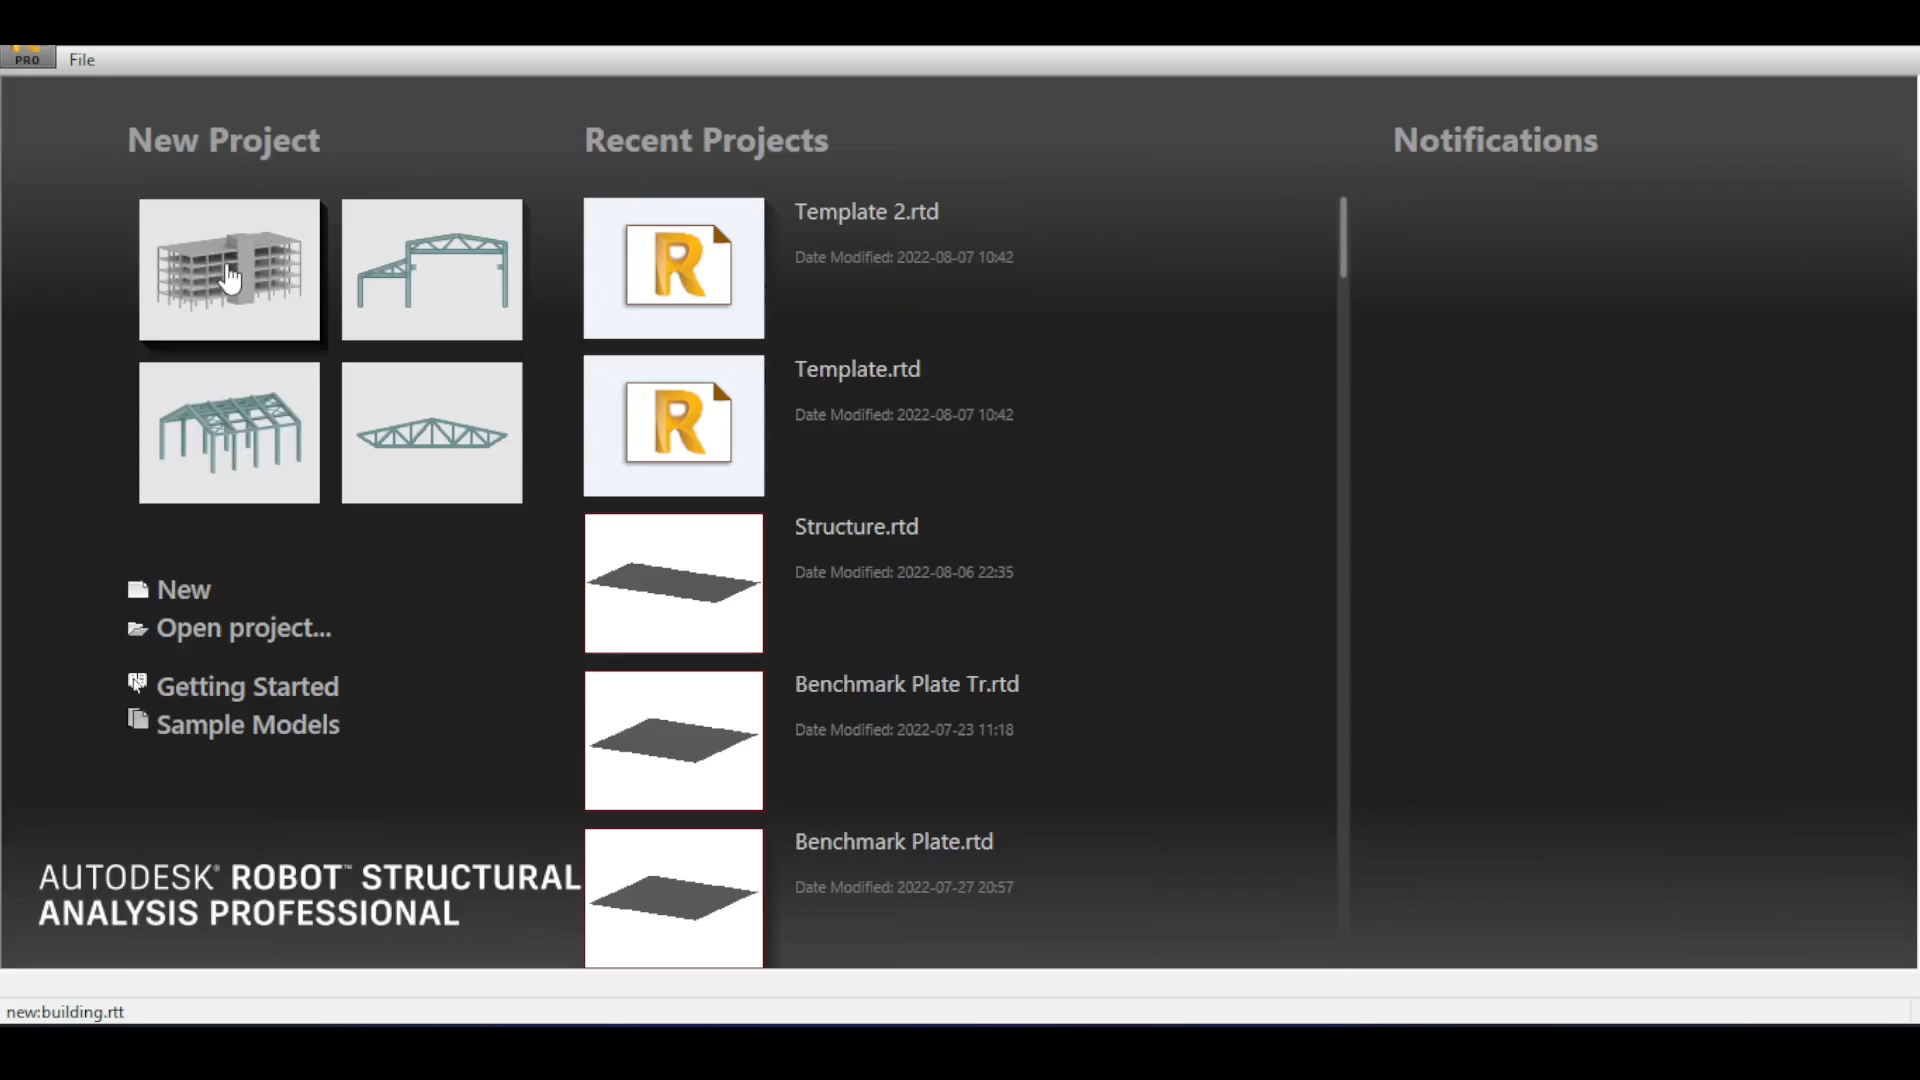 PRO
File
New Project
New
Open project...
Getting Started
Sample Models
AUTODESK® ROBOT™ STRUCTURAL
ANALYSIS PROFESSIONAL
Recent Projects
R
Template 2.rtd
Date Modified: 2022-08-07 10:42
R
Template.rtd
Date Modified: 2022-08-07 10:42
Structure.rtd
Date Modified: 2022-08-06 22:35
Benchmark Plate Tr.rtd
Date Modified: 2022-07-23 11:18
Benchmark Plate.rtd
Date Modified: 2022-07-27 20:57
Notifications
new:building.rtt